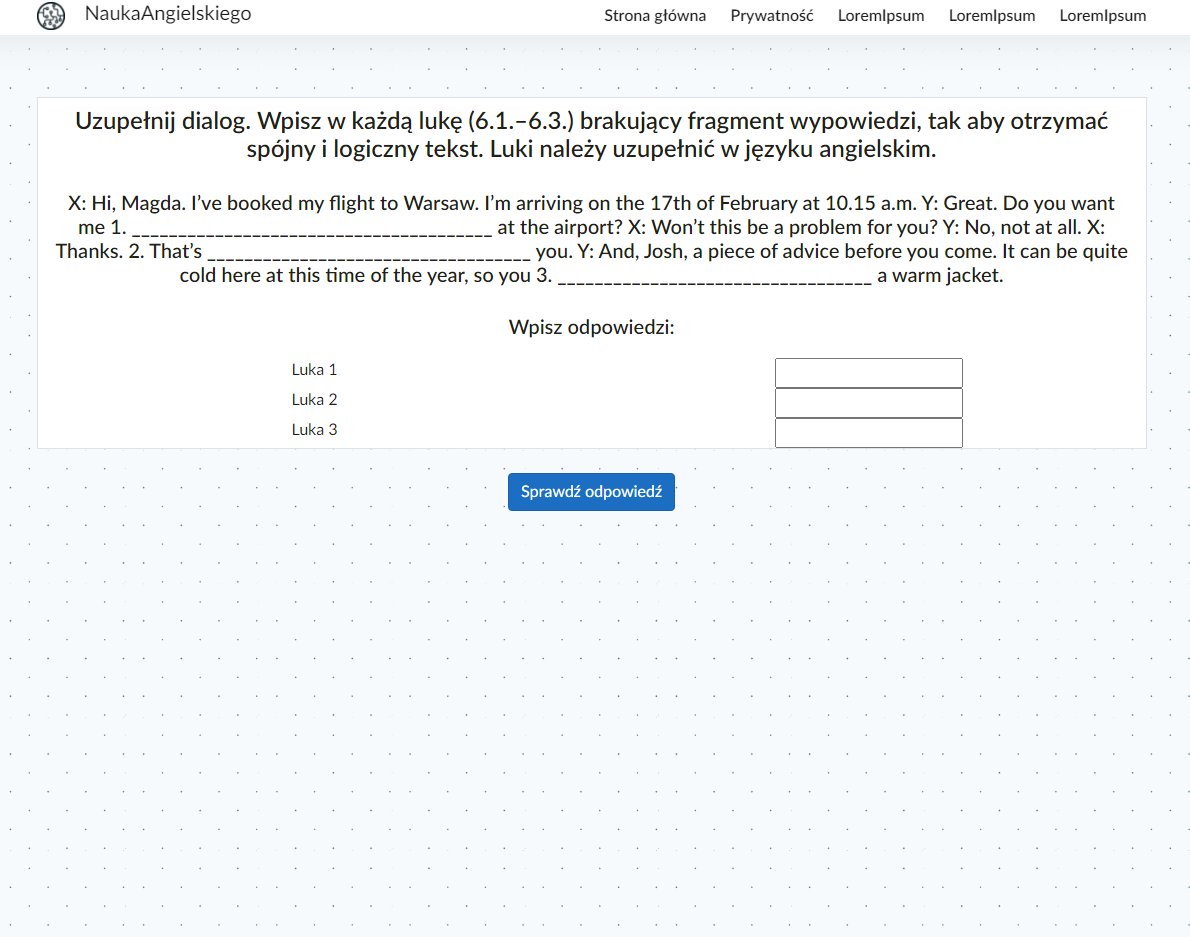 NaukaAngielskiego
Strona główna Prywatność LoremIpsum LoremIpsum LoremIpsum
Uzupełnij dialog. Wpisz w każdą lukę (6.1.–6.3.) brakujący fragment wypowiedzi, tak aby otrzymać
spójny i logiczny tekst. Luki należy uzupełnić w języku angielskim.
X: Hi, Magda. I’ve booked my flight to Warsaw. I’m arriving on the 17th of February at 10.15 a.m. Y: Great. Do you want
me 1. _______________________________________ at the airport? X: Won’t this be a problem for you? Y: No, not at all. X:
Thanks. 2. That’s ___________________________________ you. Y: And, Josh, a piece of advice before you come. It can be quite
cold here at this time of the year, so you 3. __________________________________ a warm jacket.
Wpisz odpowiedzi:
Luka 1
Luka 2
Luka 3
Sprawdź odpowiedź